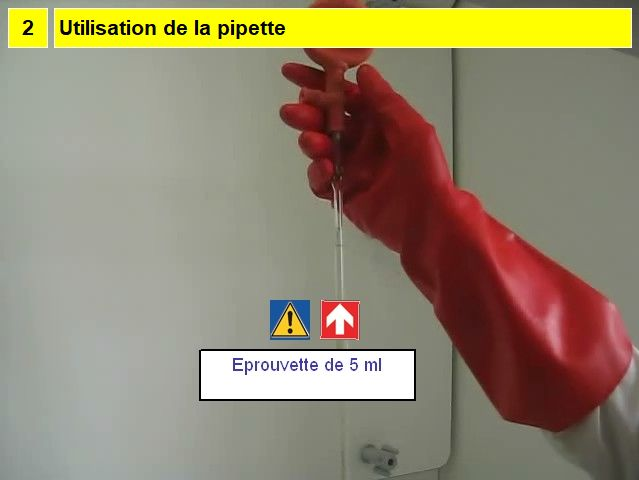 2 Utilisation de la pipette
Eprouvette de 5 ml